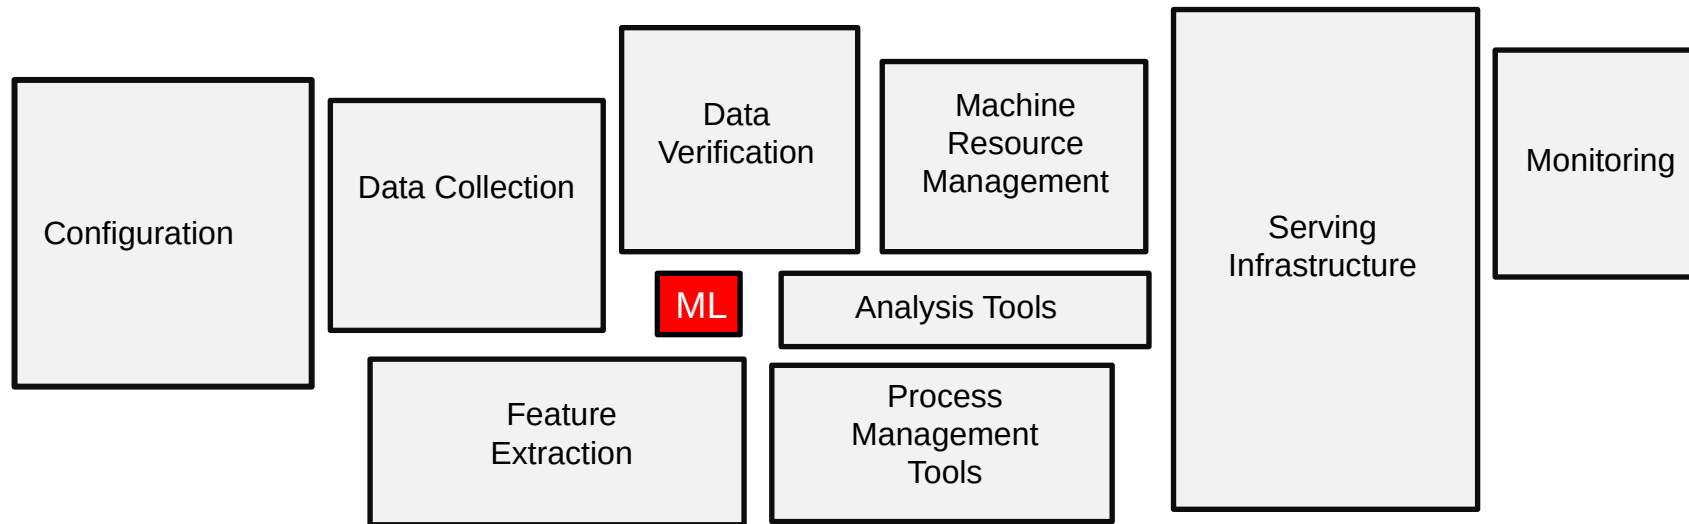 Configuration
Data Collection
Data
Verification
Machine
Resource
Management
Monitoring
Serving
Infrastructure
ML
Analysis Tools
Feature
Extraction
Process
Management
Tools